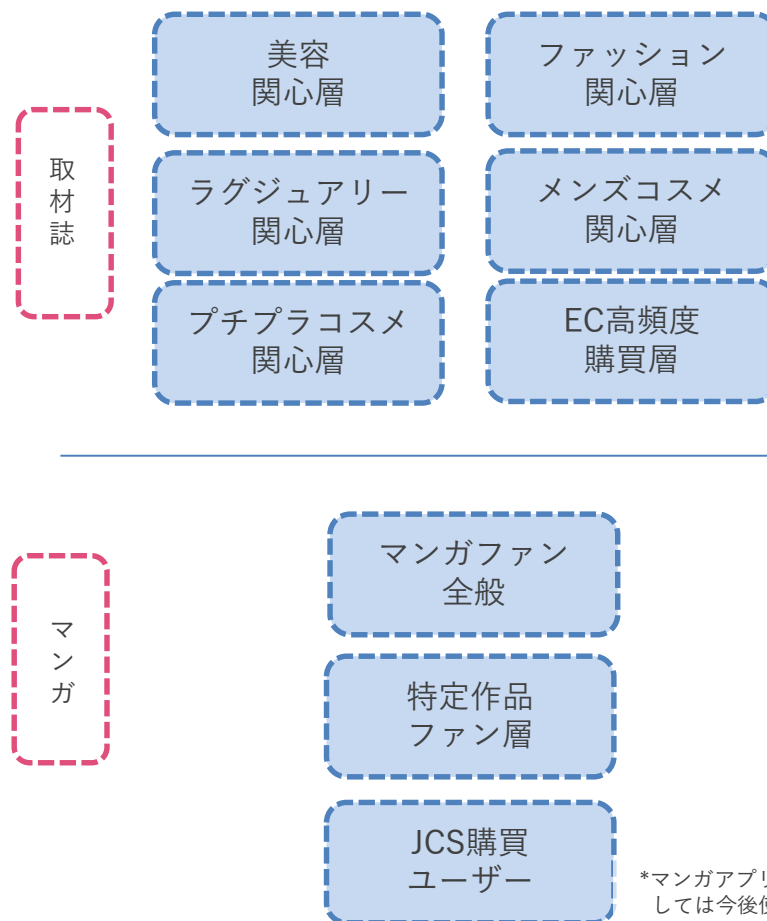 取材誌
美容
関心層
ファッション
関心層
ラグジュアリー
関心層
メンズコスメ
関心層
プチプラコスメ
関心層
EC高頻度
購買層
マンガ
マンガファン
全般
特定作品
ファン層
JCS購買
ユーザー
*マンガアプリ
しては今後